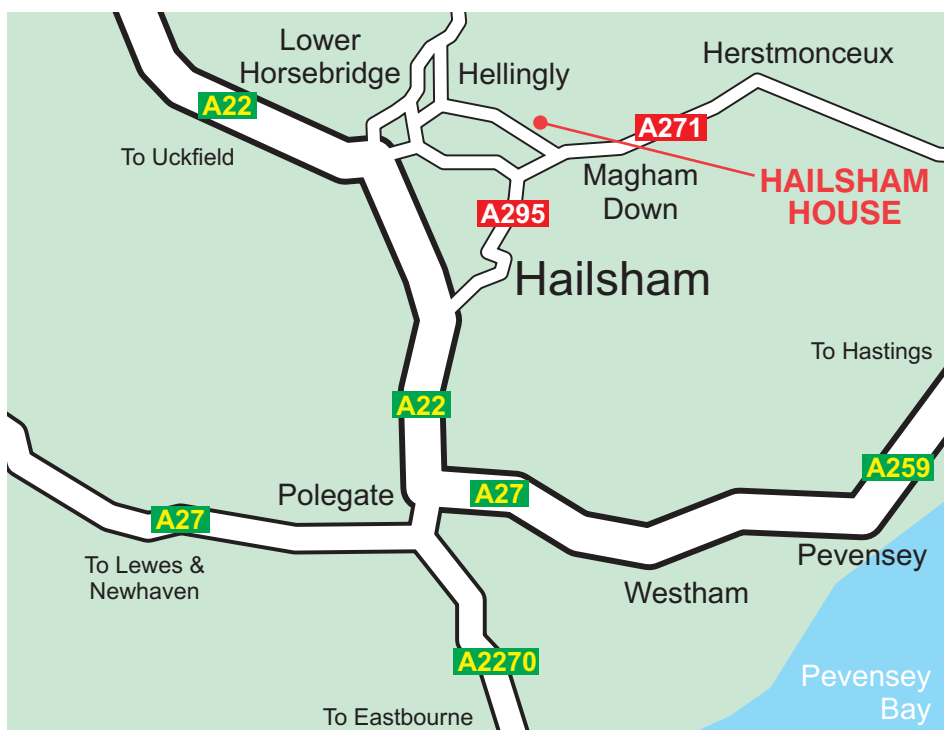 Lower
Horsebridge
Hellingly
Herstmonceux
A22
To Uckfield
A271
Magham
Down
HAILSHAM
HOUSE
A295
Hailsham
To Hastings
A22
A259
Polegate
A27
A27
To Lewes &
Newhaven
Pevensey
Westham
A2270
Pevensey
Bay
To Eastbourne